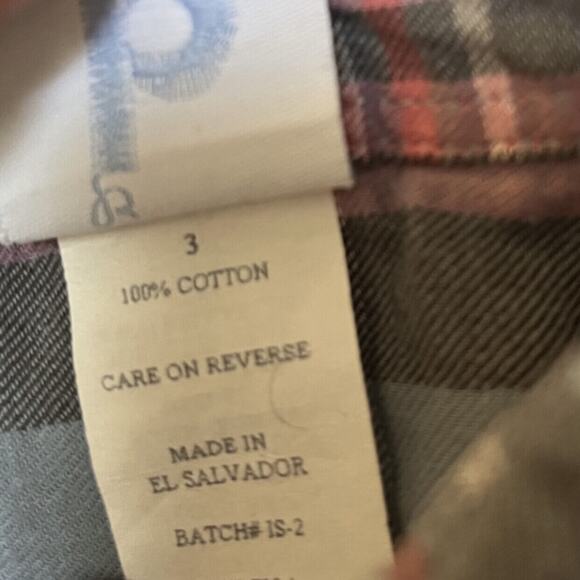 3
100% COTTON
CARE ON REVERSE
MADE IN
EL SALVADOR
BATCH# IS-2